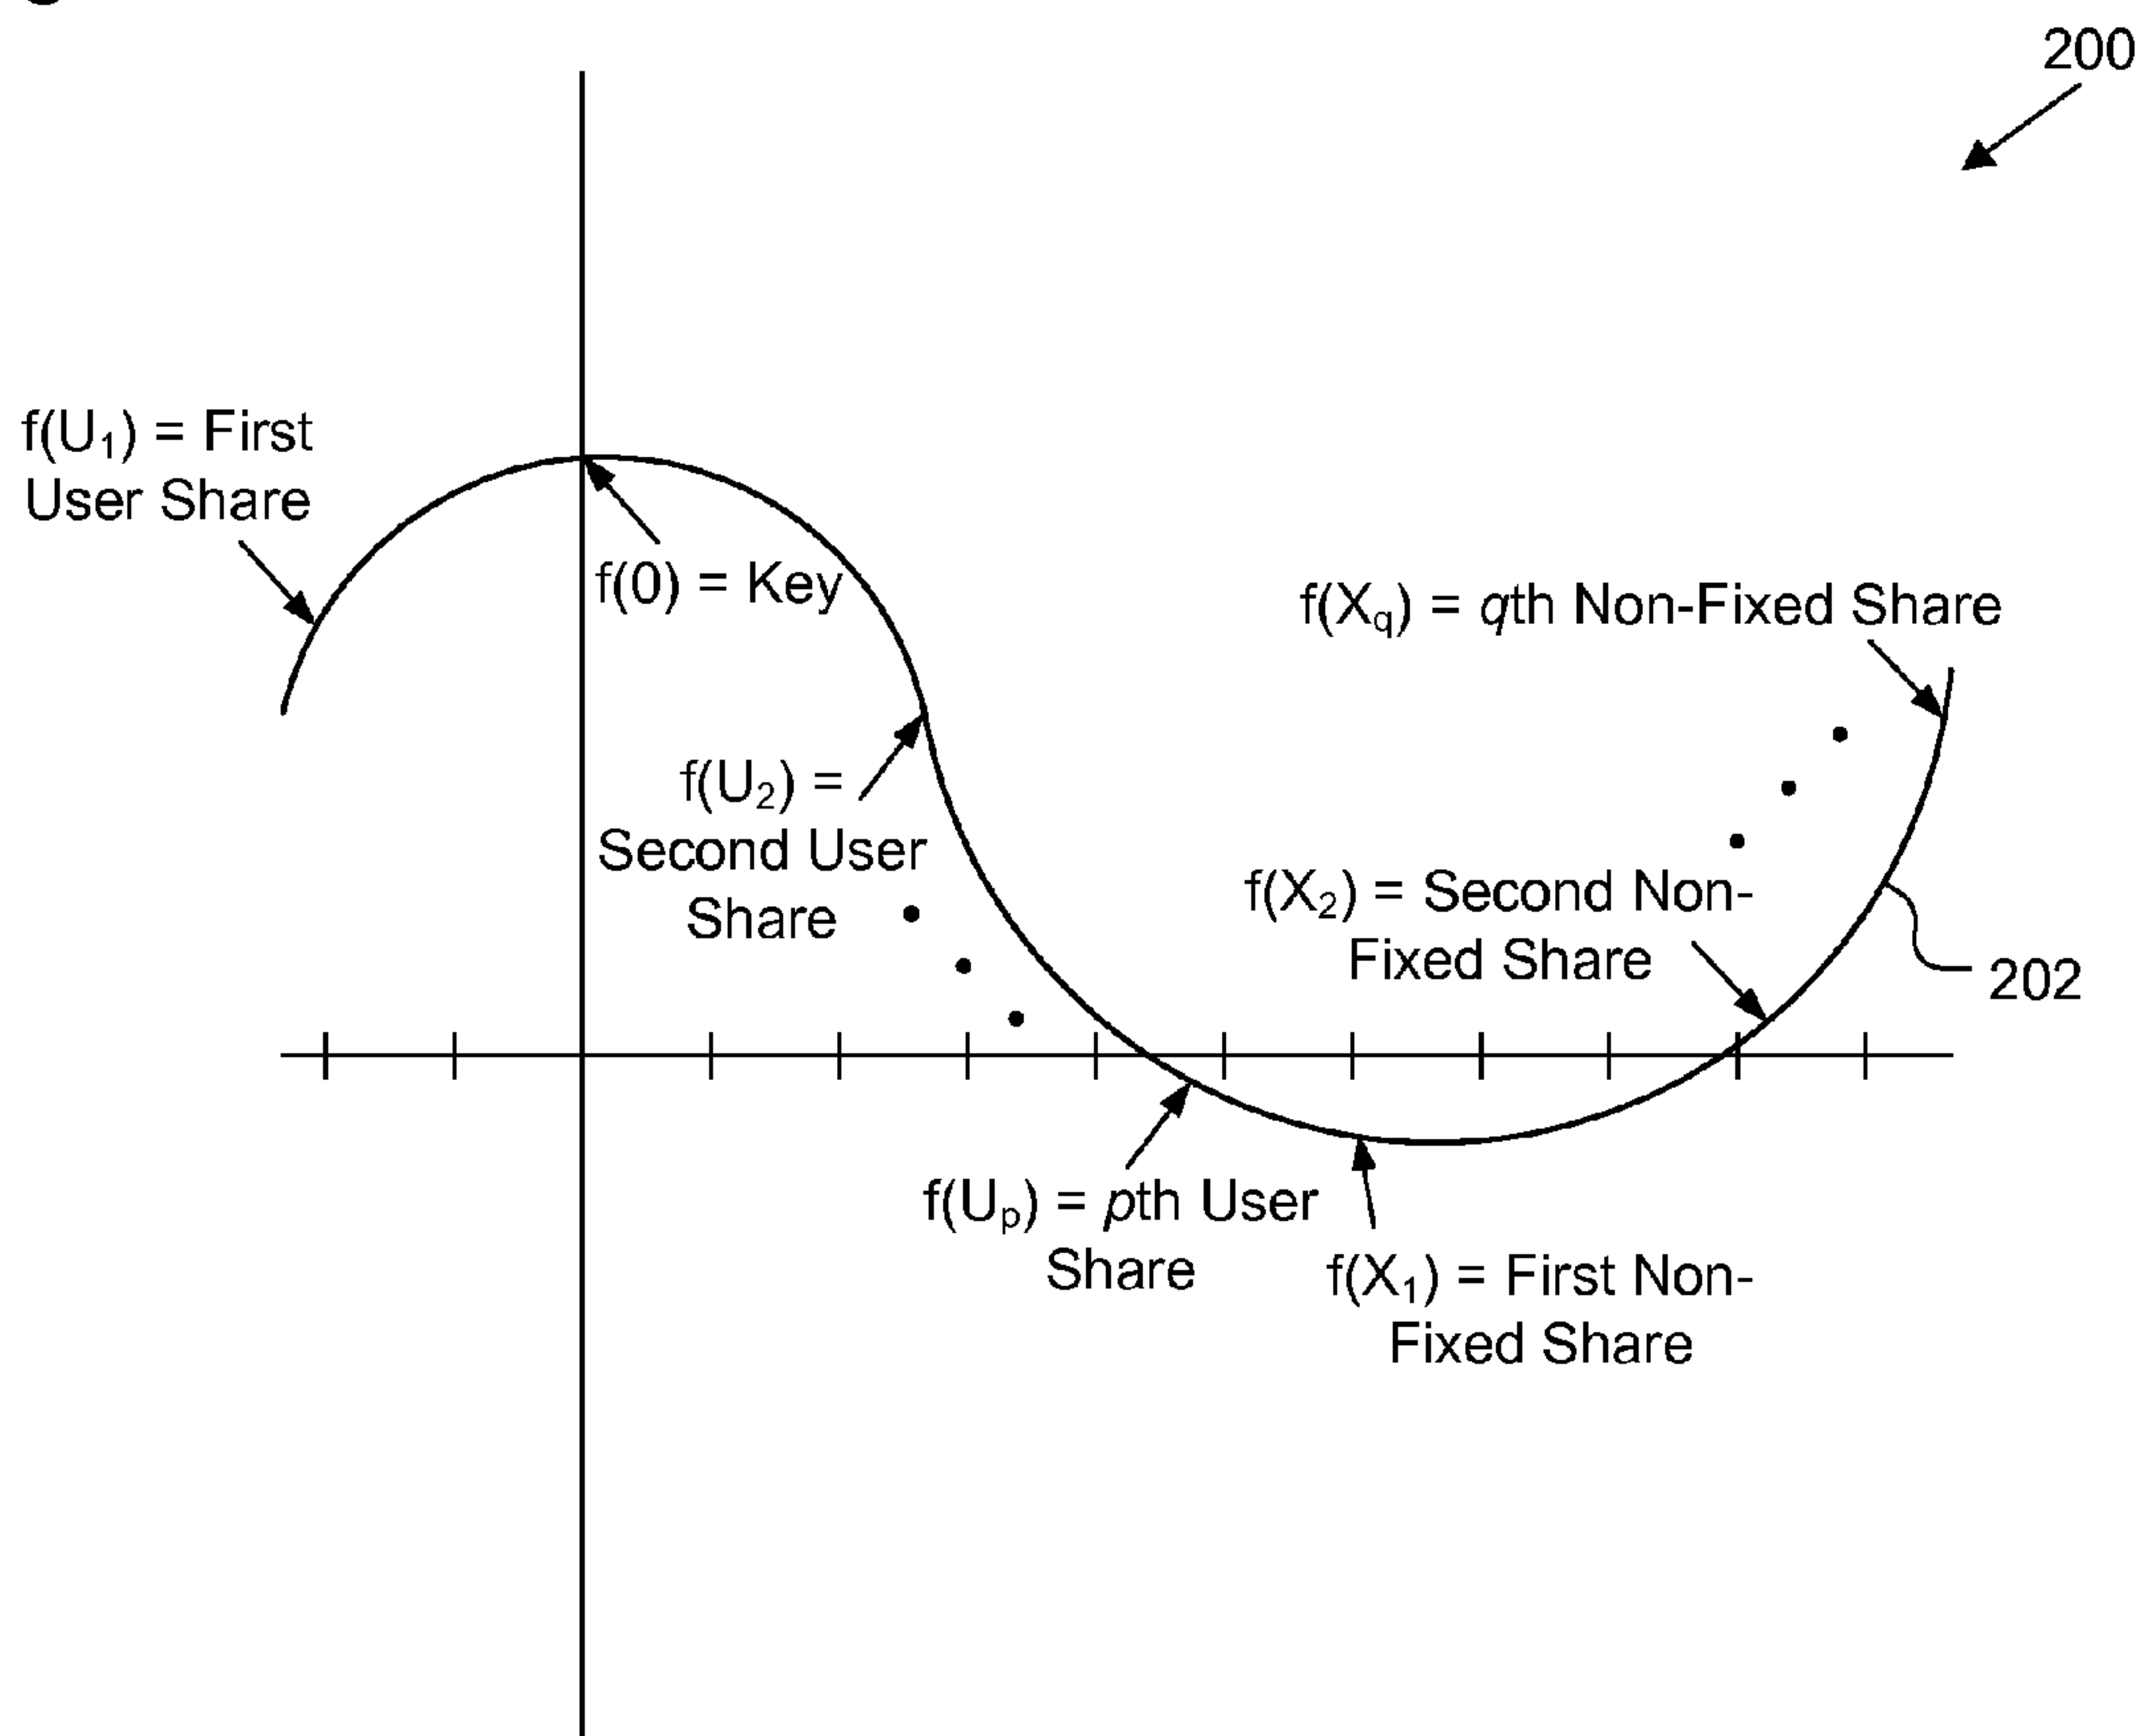 200
f(U₁) = First
User Share
f(0) = Key
f(Xq) = qth Non-Fixed Share
f(U₂) =
Second User
Share
f(X₂) = Second Non-
Fixed Share
202
f(Uₚ) = pth User
Share
f(X₁) = First Non-
Fixed Share